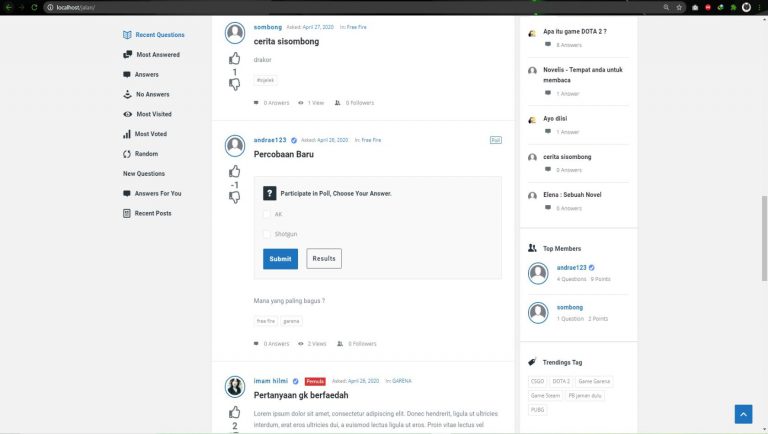 localhost/jalan/
Recent Questions
Most Answered
Answers
No Answers
Most Visited
Most Voted
Random
New Questions
Answers For You
Recent Posts
sombong Asked: April 27, 2020 In: Free Fire
cerita sisombong
1
drakor
#sijelek
0 Answers 1 View 0 Followers
andrae123 Asked: April 26, 2020 In: Free Fire Poll
Percobaan Baru
-1
? Participate in Poll, Choose Your Answer.
AK
Shotgun
Submit Results
Mana yang paling bagus ?
free fire garena
0 Answers 2 Views 0 Followers
imam hilmi Pemula Asked: April 26, 2020 In: GARENA
Pertanyaan gk berfaedah
2
Lorem ipsum dolor sit amet, consectetur adipiscing elit. Donec hendrerit, ligula ut ultricies
interdum, erat eros ultricies dui, a euismod lectus ligula ut eros. Proin vitae lectus vel
Apa itu game DOTA 2 ?
8 Answers
Novelis - Tempat anda untuk
membaca
1 Answer
Ayo diisi
1 Answer
cerita sisombong
0 Answers
Elena : Sebuah Novel
0 Answers
Top Members
andrae123
4 Questions 9 Points
sombong
1 Question 2 Points
Trendings Tag
CSGO DOTA 2 Game Garena
Game Steam PB jaman dulu
PUBG